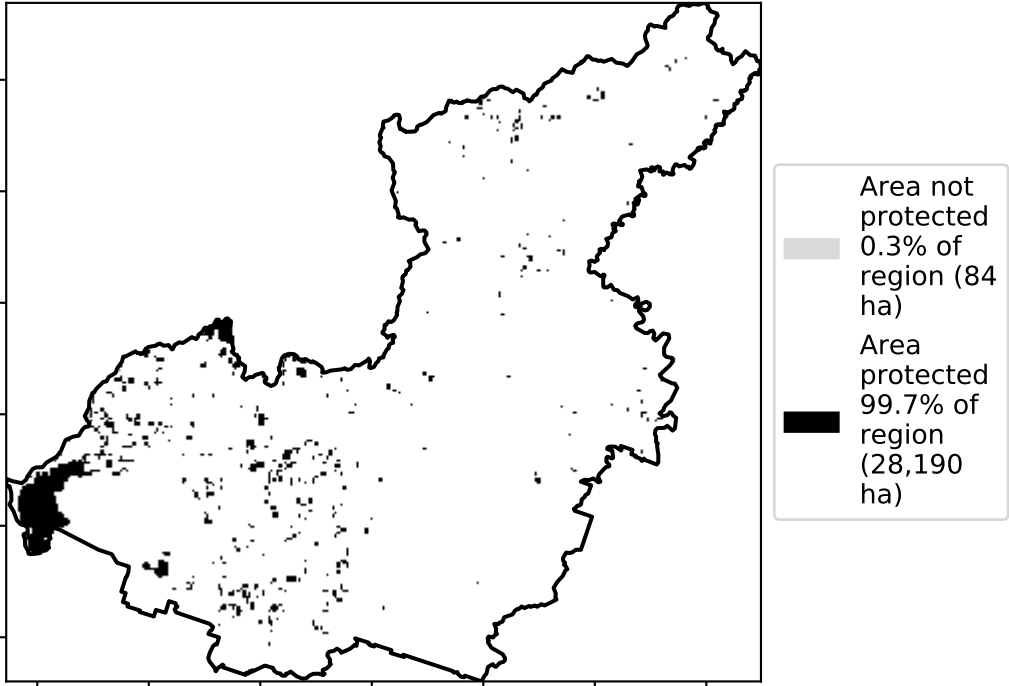 Area not
protected
0.3% of
region (84
ha)
Area
protected
99.7% of
region
(28,190
ha)